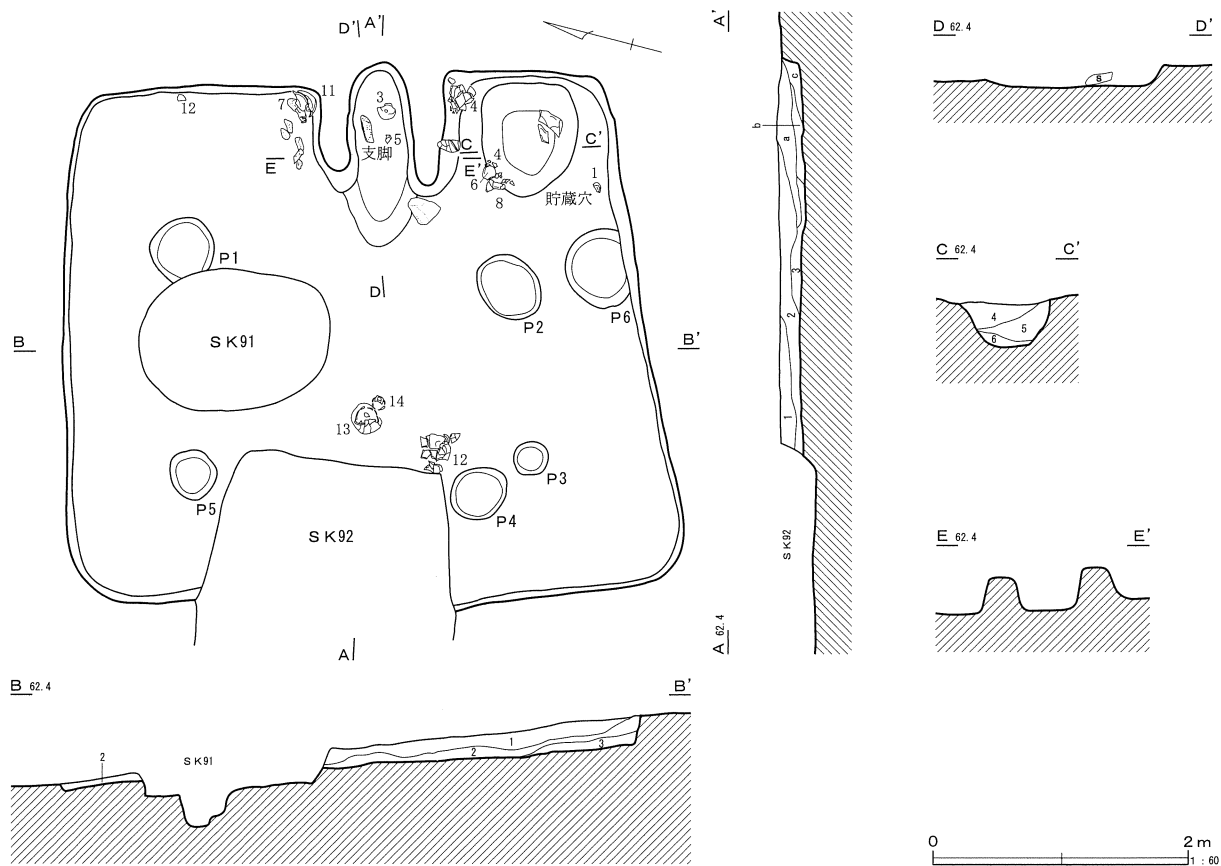 D' A'
12
7
11
3
5
支脚
4
E
C
E'
C'
4
6
8
1
貯蔵穴
P1
P2
P6
D
B
B'
SK91
14
13
12
P3
P4
P5
SK92
A
A'
b
a
c
3
2
1
SK92
A 62.4
D 62.4
D'
S
C 62.4
C'
4
5
6
E 62.4
E'
B 62.4
B'
2
SK91
1
2
3
0
2m
1:60